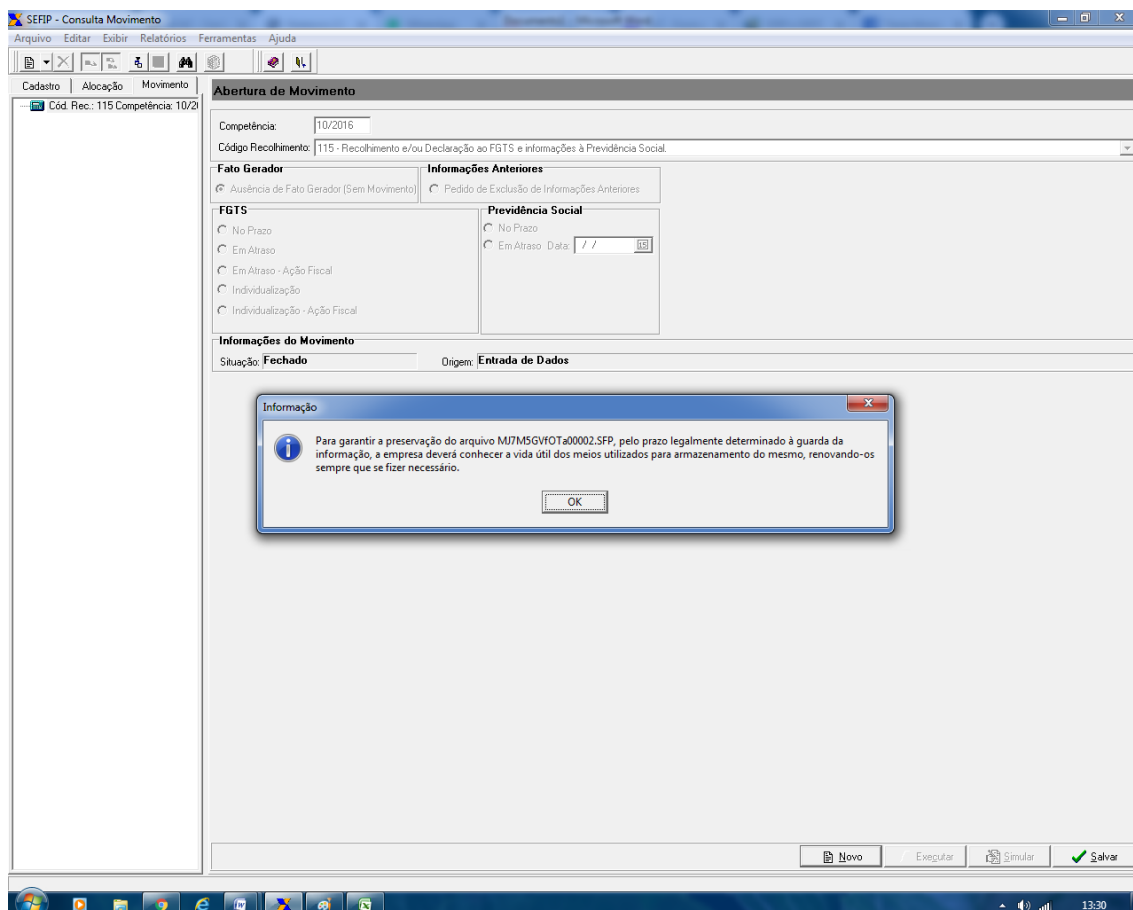 SEFIP - Consulta Movimento
Arquivo Editar Exibir Relatórios Ferramentas Ajuda
Cadastro Alocação Movimento
Cód. Rec.: 115 Competência: 10/20
Abertura de Movimento
Competência: 10/2016
Código Recolhimento: 115 - Recolhimento e/ou Declaração ao FGTS e informações à Previdência Social.
Fato Gerador
Ausência de Fato Gerador (Sem Movimento)
Informações Anteriores
Pedido de Exclusão de Informações Anteriores
FGTS
No Prazo
Em Atraso
Em Atraso - Ação Fiscal
Individualização
Individualização - Ação Fiscal
Previdência Social
No Prazo
Em Atraso Data: / / 15
Informações do Movimento
Situação: Fechado Origem: Entrada de Dados
Informação
Para garantir a preservação do arquivo MJ7M5GVfOTa00002.SFP, pelo prazo legalmente determinado à guarda da
informação, a empresa deverá conhecer a vida útil dos meios utilizados para armazenamento do mesmo, renovando-os
sempre que se fizer necessário.
OK
Novo Executar Simular Salvar
13:30